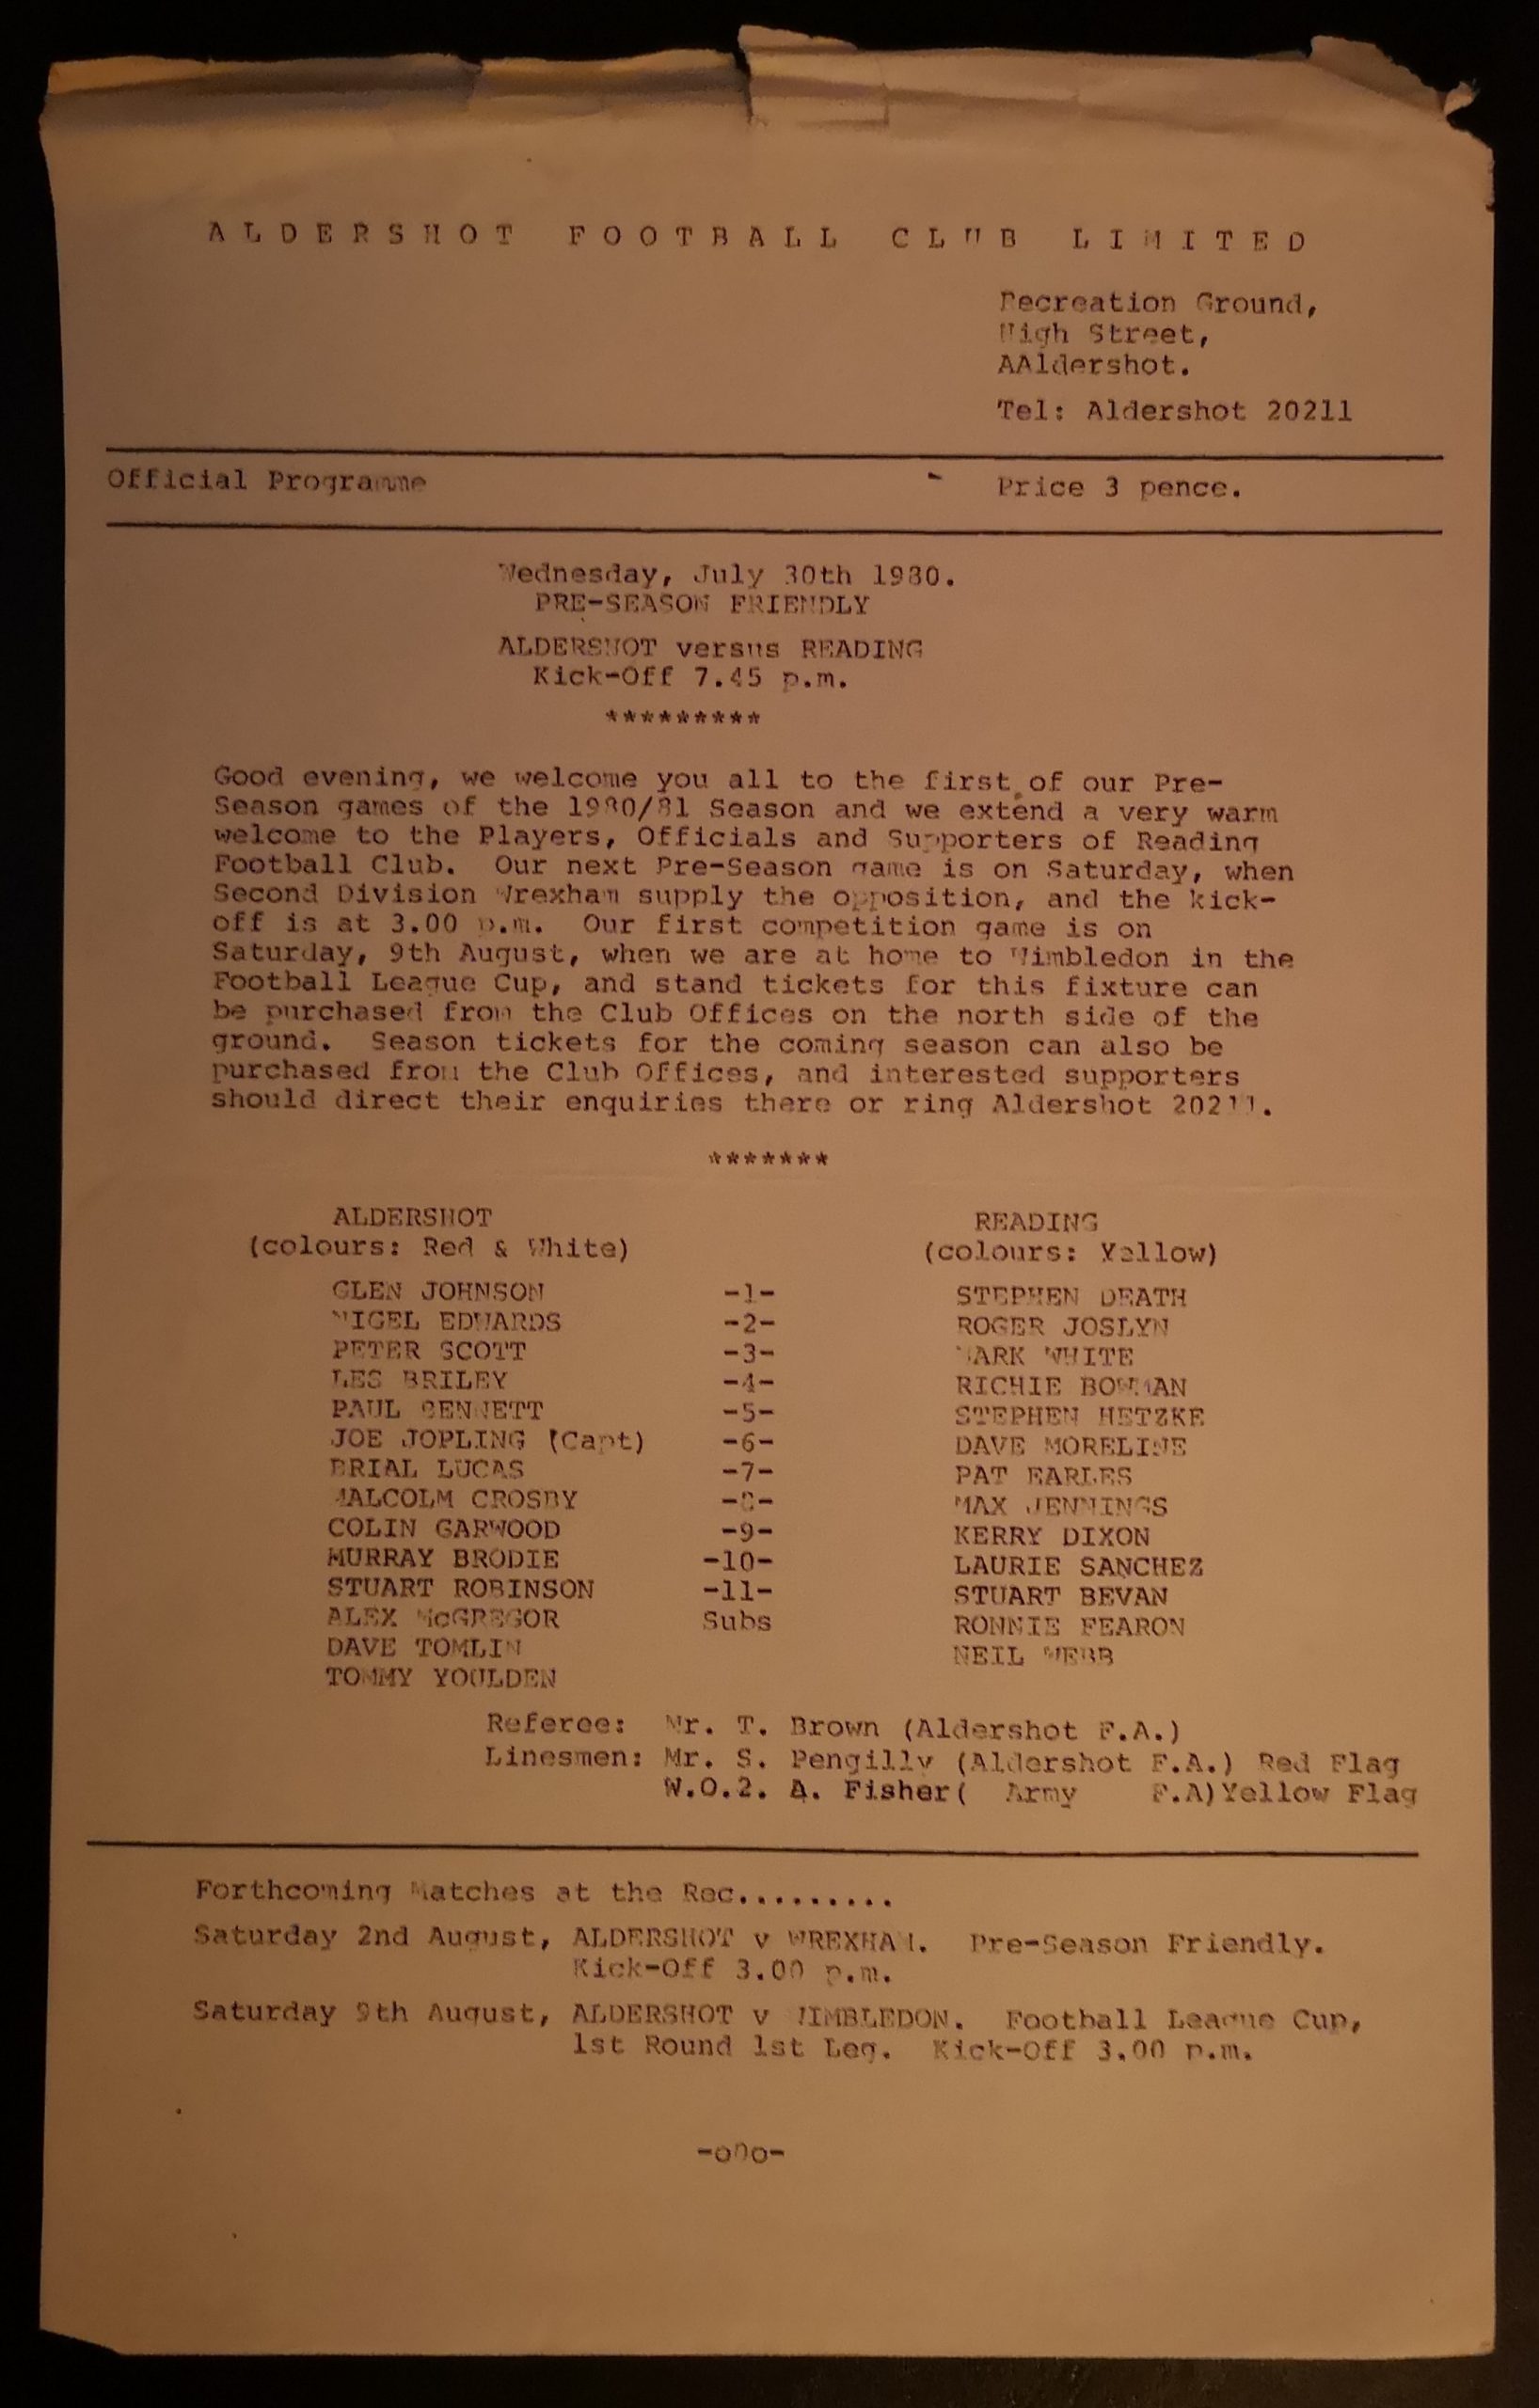 ALDERSHOT FOOTBALL CLUB LIMITED
Recreation Ground,
High Street,
AAldershot.
Tel: Aldershot 20211
Official Programme - Price 3 pence.
Wednesday, July 30th 1980.
PRE-SEASON FRIENDLY
ALDERSHOT versus READING
Kick-Off 7.45 p.m.
*********
Good evening, we welcome you all to the first of our Pre-
Season games of the 1980/81 Season and we extend a very warm
welcome to the Players, Officials and Supporters of Reading
Football Club. Our next Pre-Season game is on Saturday, when
Second Division Wrexham supply the opposition, and the kick-
off is at 3.00 p.m. Our first competition game is on
Saturday, 9th August, when we are at home to Wimbledon in the
Football League Cup, and stand tickets for this fixture can
be purchased from the Club Offices on the north side of the
ground. Season tickets for the coming season can also be
purchased from the Club Offices, and interested supporters
should direct their enquiries there or ring Aldershot 20211.
*******
ALDERSHOT READING
(colours: Red & White) (colours: Yellow)
GLEN JOHNSON -1- STEPHEN DEATH
NIGEL EDWARDS -2- ROGER JOSLYN
PETER SCOTT -3- MARK WHITE
LES BRILEY -4- RICHIE BOWMAN
PAUL BENNETT -5- STEPHEN HETZKE
JOE JOPLING (Capt) -6- DAVE MORELINE
BRIAL LUCAS -7- PAT EARLES
MALCOLM CROSBY -8- MAX JENNINGS
COLIN GARWOOD -9- KERRY DIXON
MURRAY BRODIE -10- LAURIE SANCHEZ
STUART ROBINSON -11- STUART BEVAN
ALEX McGREGOR Subs RONNIE FEARON
DAVE TOMLIN NEIL WEBB
TOMMY YOULDEN
Referee: Mr. T. Brown (Aldershot F.A.)
Linesmen: Mr. S. Pengilly (Aldershot F.A.) Red Flag
W.O.2. A. Fisher( Army F.A)Yellow Flag
Forthcoming Matches at the Rec.........
Saturday 2nd August, ALDERSHOT v WREXHAM. Pre-Season Friendly.
Kick-Off 3.00 p.m.
Saturday 9th August, ALDERSHOT v WIMBLEDON. Football League Cup,
1st Round 1st Leg. Kick-Off 3.00 p.m.
-oOo-